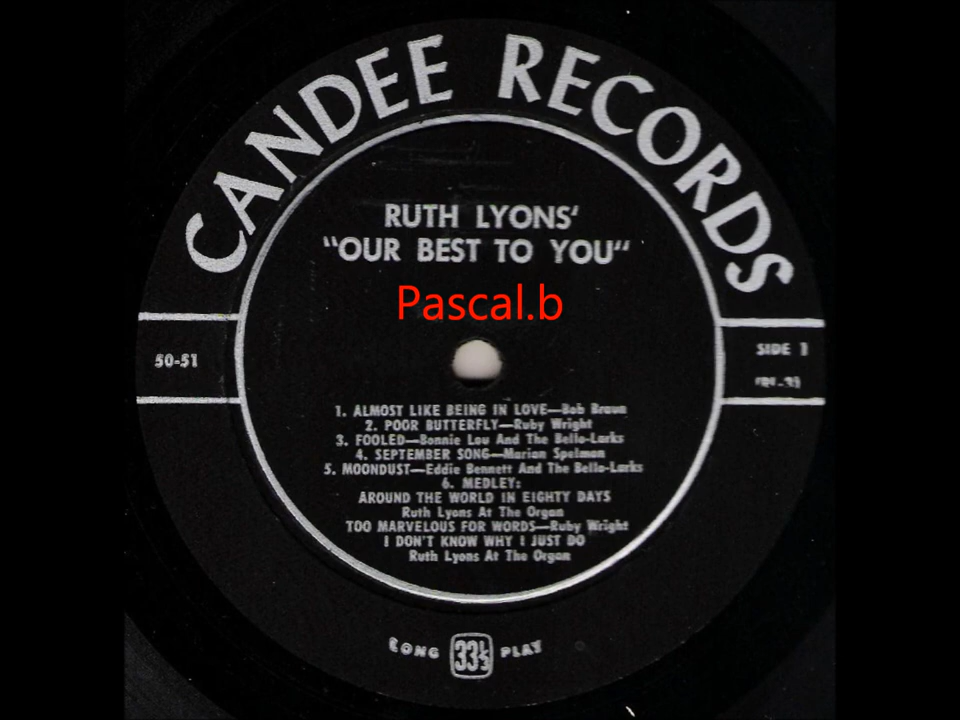 CANDEE RECORDS
RUTH LYONS'
"OUR BEST TO YOU"
Pascal.b
50-51
SIDE 1
1. ALMOST LIKE BEING IN LOVE—Bob Braun
2. POOR BUTTERFLY—Ruby Wright
3. FOOLED—Bonnie Lou And The Belle-Larks
4. SEPTEMBER SONG—Marian Spelman
5. MOONDUST—Eddie Bennett And The Belle-Larks
6. MEDLEY:
AROUND THE WORLD IN EIGHTY DAYS
Ruth Lyons At The Organ
TOO MARVELOUS FOR WORDS—Ruby Wright
I DON'T KNOW WHY I JUST DO
Ruth Lyons At The Organ
LONG 33⅓ PLAY